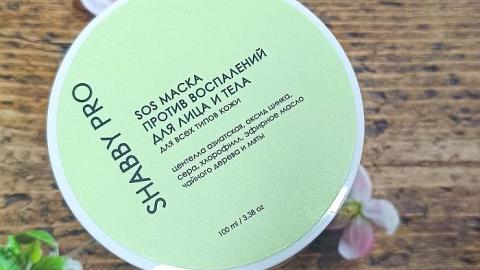 SHABBY PRO
SOS МАСКА
ПРОТИВ ВОСПАЛЕНИЙ
ДЛЯ ЛИЦА И ТЕЛА
для всех типов кожи
центелла азиатская, оксид цинка,
сера, хлорофилл, эфирное масло
чайного дерева и мяты
100 ml / 3.38 oz